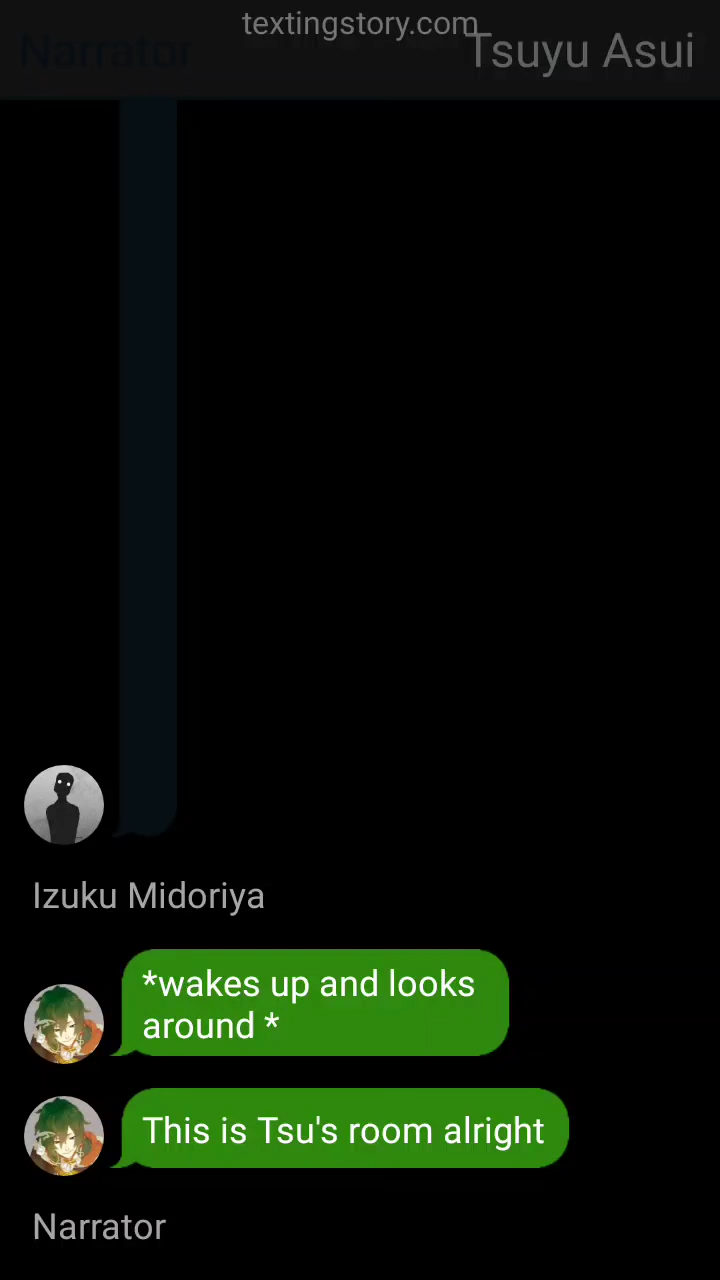 textingstory.com
Narrator
Tsuyu Asui
Izuku Midoriya
*wakes up and looks
around *
This is Tsu's room alright
Narrator